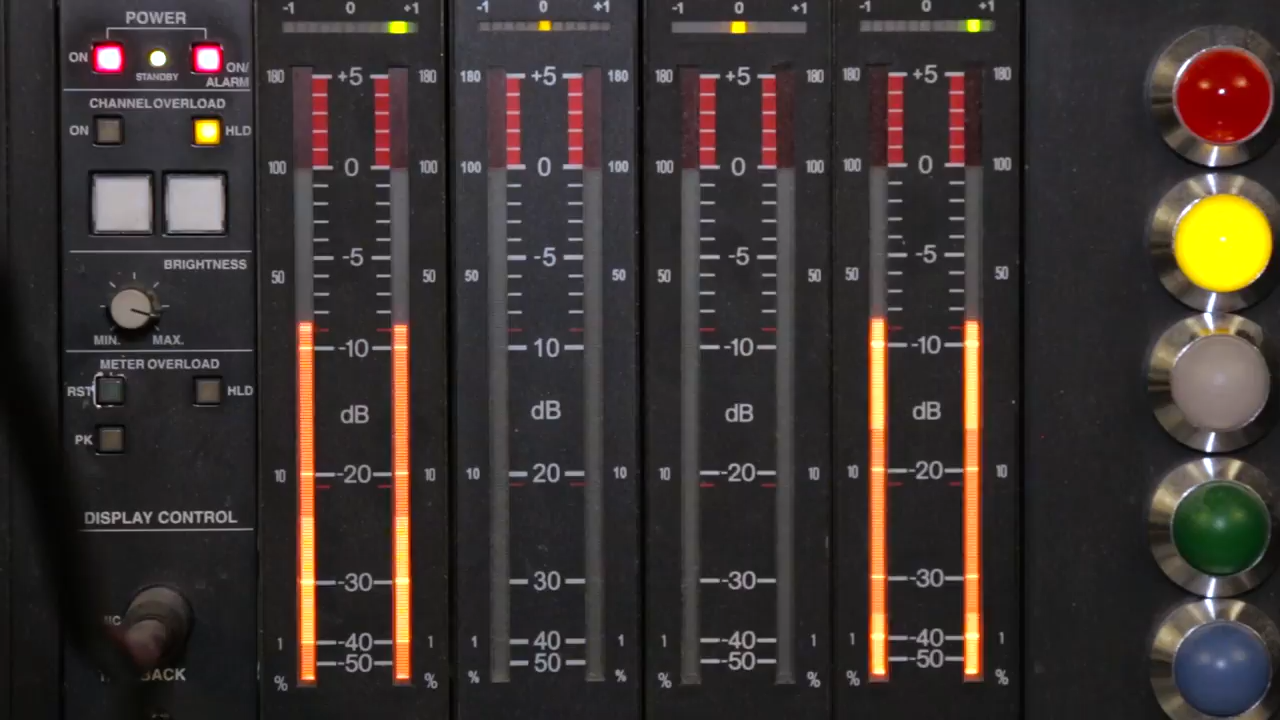 POWER
ON STANDBY ON/ ALARM
CHANNEL OVERLOAD
ON HLD
BRIGHTNESS
MIN. MAX.
METER OVERLOAD
RST HLD
PK
DISPLAY CONTROL
BACK
-1 0 +1
180 +5 180
100 0 100
-5
50 50
-10
dB
10 -20 10
-30
1 -40 1
-50
% %
-1 0 +1
180 +5 180
100 0 100
-5
50 50
10
dB
10 20 10
30
1 40 1
50
% %
-1 0 +1
180 +5 180
100 0 100
-5
50 50
-10
dB
10 -20 10
-30
1 -40 1
-50
% %
-1 0 +1
180 +5 180
100 0 100
-5
50 50
-10
dB
10 -20 10
-30
1 -40 1
-50
% %